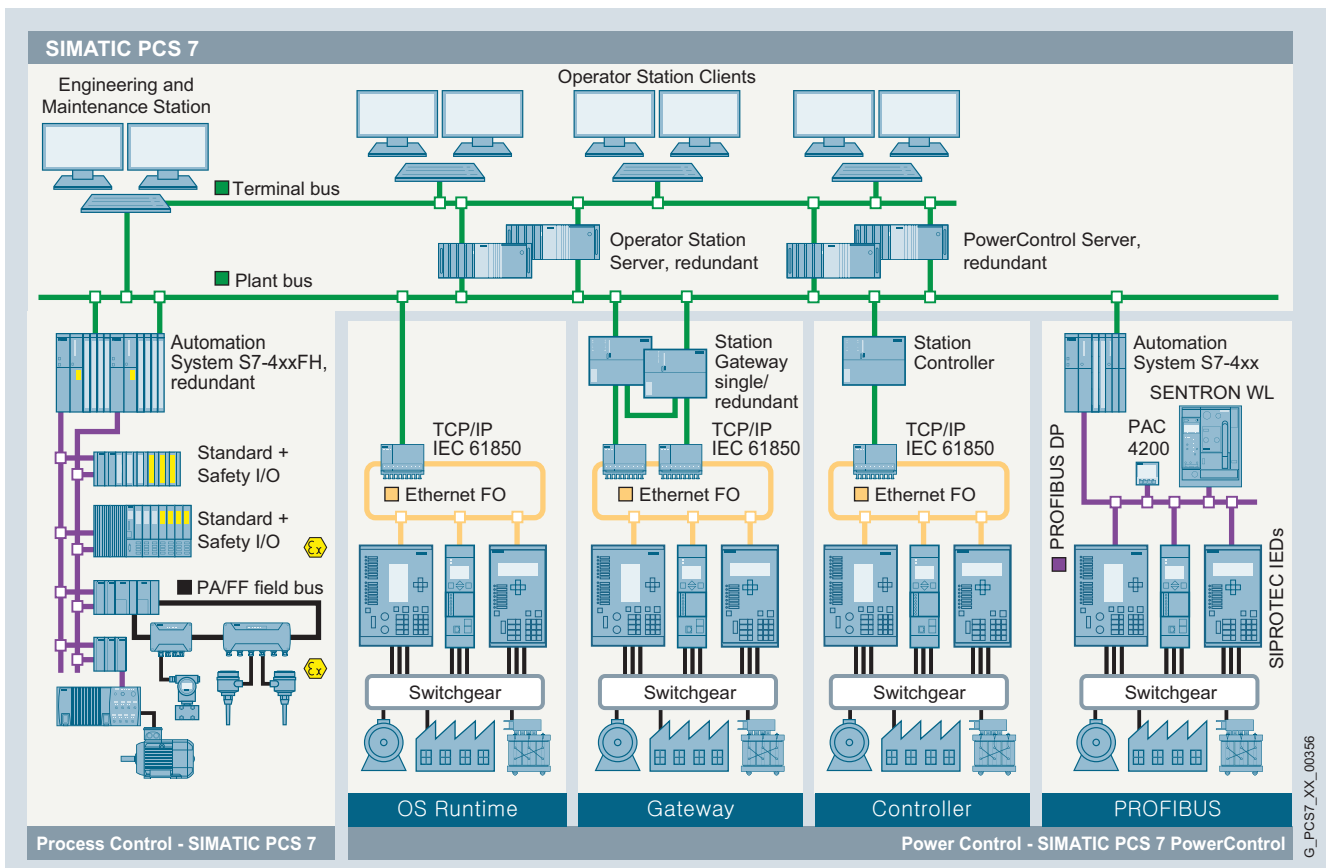 SIMATIC PCS 7
Engineering and
Maintenance Station
Operator Station Clients
Terminal bus
Operator Station
Server, redundant
PowerControl Server,
redundant
Plant bus
Automation
System S7-4xxFH,
redundant
Standard +
Safety I/O
Standard +
Safety I/O
Ex
PA/FF field bus
Ex
TCP/IP
IEC 61850
Ethernet FO
Switchgear
OS Runtime
Station
Gateway
single/
redundant
TCP/IP
IEC 61850
Ethernet FO
Switchgear
Gateway
Station
Controller
TCP/IP
IEC 61850
Ethernet FO
Switchgear
Controller
Automation
System S7-4xx
SENTRON WL
PAC
4200
PROFIBUS DP
SIPROTEC IEDs
Switchgear
PROFIBUS
Process Control - SIMATIC PCS 7
Power Control - SIMATIC PCS 7 PowerControl
G_PCS7_XX_00356